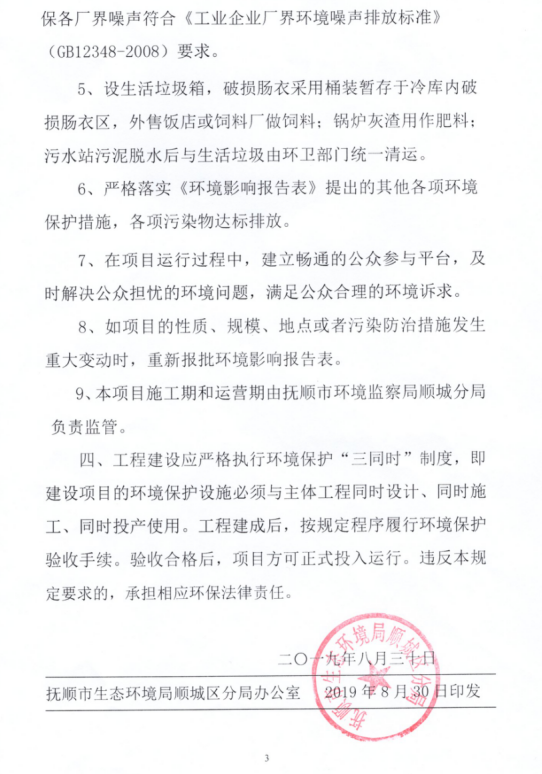 保各厂界噪声符合《工业企业厂界环境噪声排放标准》
（GB12348-2008）要求。
5、设生活垃圾箱，破损肠衣采用桶装暂存于冷库内破
损肠衣区，外售饭店或饲料厂做饲料；锅炉灰渣用作肥料；
污水站污泥脱水后与生活垃圾由环卫部门统一清运。
6、严格落实《环境影响报告表》提出的其他各项环境
保护措施，各项污染物达标排放。
7、在项目运行过程中，建立畅通的公众参与平台，及
时解决公众担忧的环境问题，满足公众合理的环境诉求。
8、如项目的性质、规模、地点或者污染防治措施发生
重大变动时，重新报批环境影响报告表。
9、本项目施工期和运营期由抚顺市环境监察局顺城分局
负责监管。
四、工程建设应严格执行环境保护“三同时”制度，即
建设项目的环境保护设施必须与主体工程同时设计、同时施
工、同时投产使用。工程建成后，按规定程序履行环境保护
验收手续。验收合格后，项目方可正式投入运行。违反本规
定要求的，承担相应环保法律责任。
抚顺市生态环境局顺城区分局
二〇一九年八月三十日
抚顺市生态环境局顺城区分局办公室 2019年8月30日印发
3